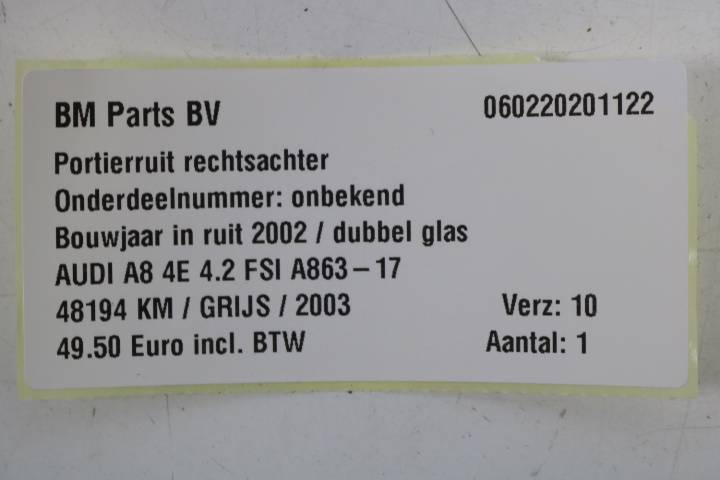 BM Parts BV 060220201122
Portierruit rechtsachter
Onderdeelnummer: onbekend
Bouwjaar in ruit 2002 / dubbel glas
AUDI A8 4E 4.2 FSI A863-17
48194 KM / GRIJS / 2003 Verz: 10
49.50 Euro incl. BTW Aantal: 1